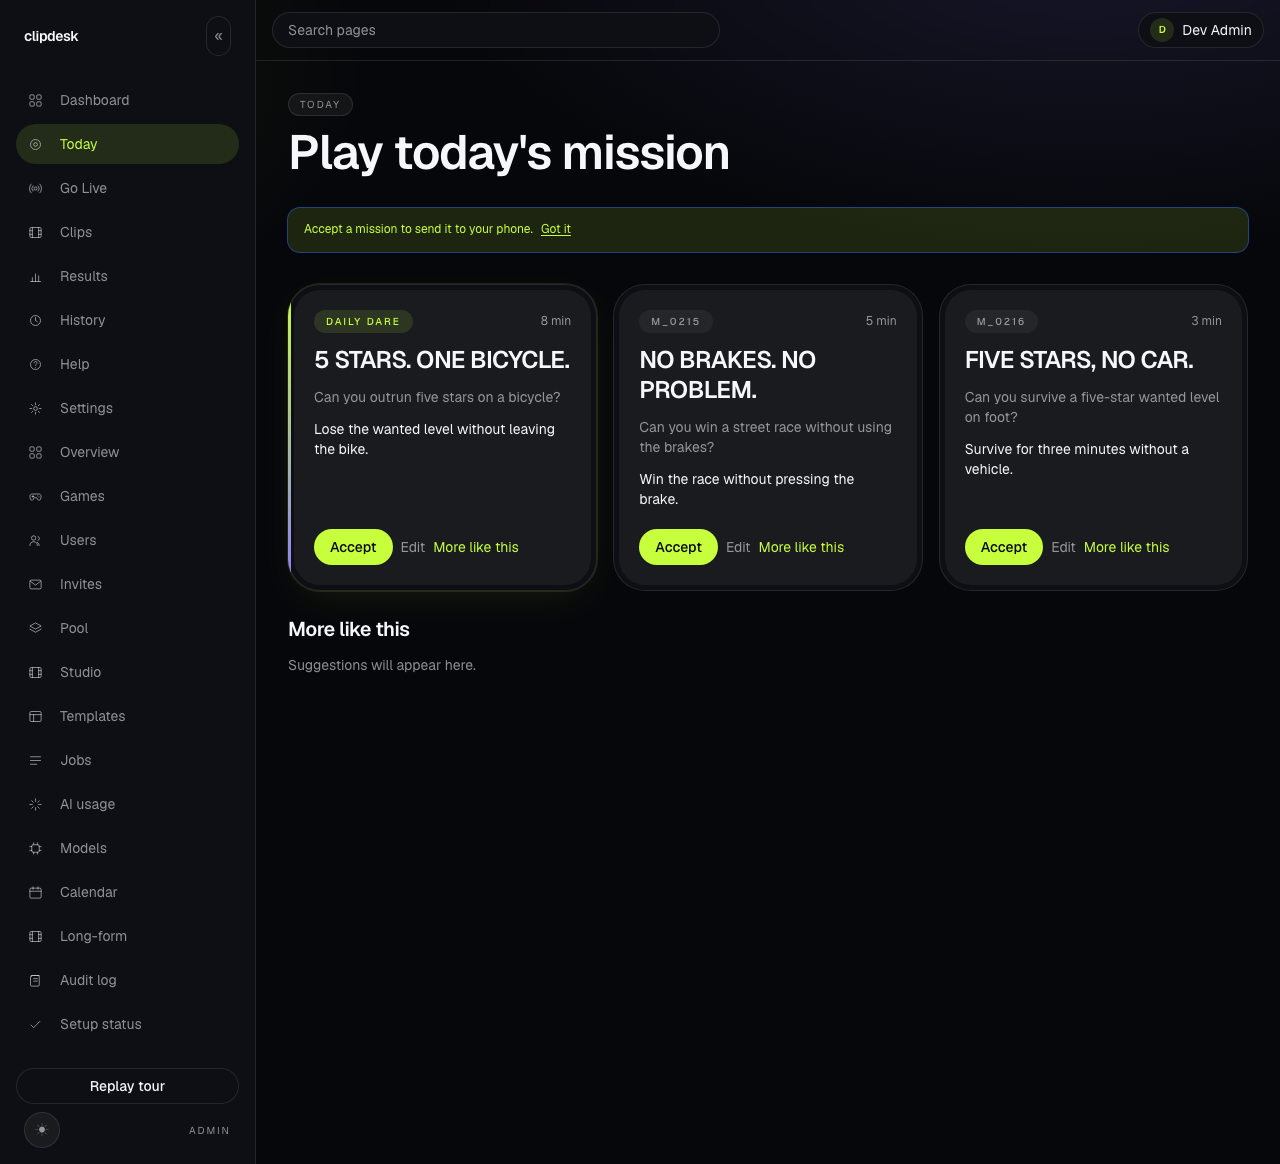 clipdesk
«
Search pages
D
Dev Admin
Dashboard
Today
Go Live
Clips
Results
History
Help
Settings
Overview
Games
Users
Invites
Pool
Studio
Templates
Jobs
AI usage
Models
Calendar
Long-form
Audit log
Setup status
Replay tour
ADMIN
TODAY
Play today's mission
Accept a mission to send it to your phone. Got it
DAILY DARE
8 min
5 STARS. ONE BICYCLE.
Can you outrun five stars on a bicycle?
Lose the wanted level without leaving
the bike.
Accept Edit More like this
M_0215
5 min
NO BRAKES. NO
PROBLEM.
Can you win a street race without using
the brakes?
Win the race without pressing the
brake.
Accept Edit More like this
M_0216
3 min
FIVE STARS, NO CAR.
Can you survive a five-star wanted level
on foot?
Survive for three minutes without a
vehicle.
Accept Edit More like this
More like this
Suggestions will appear here.